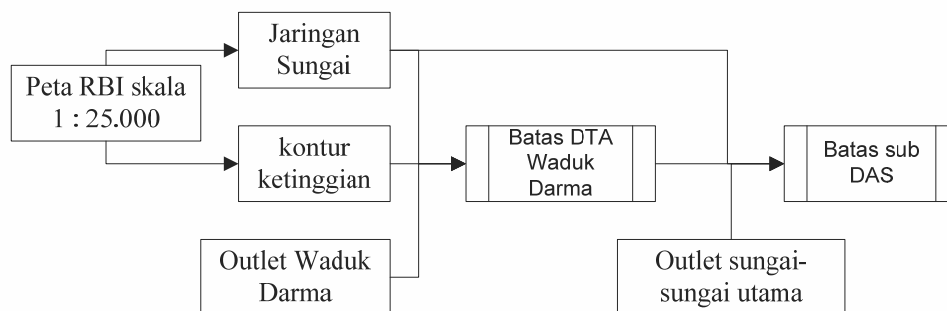 Peta RBI skala
1 : 25.000
Jaringan
Sungai
kontur
ketinggian
Outlet Waduk
Darma
Batas DTA
Waduk
Darma
Outlet sungai-
sungai utama
Batas sub
DAS